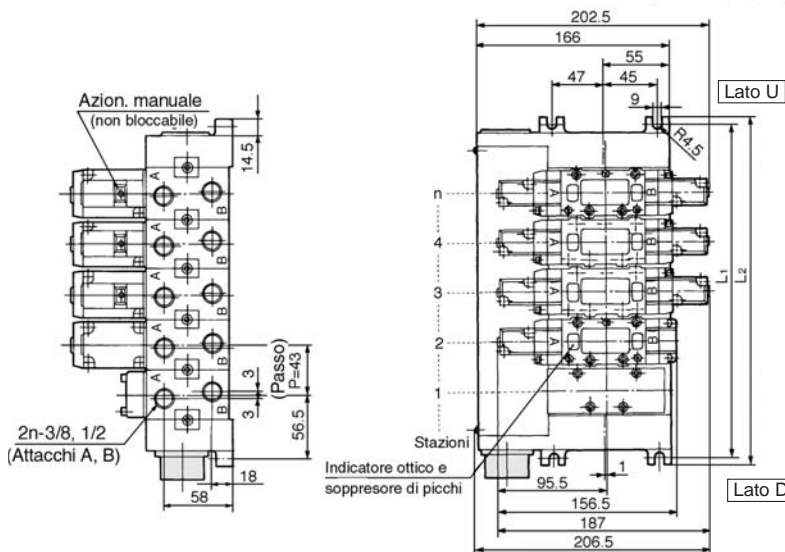 202.5
166
55
47
45
9
Lato U
R4.5
Azion. manuale
(non bloccabile)
14.5
A
B
A
B
A
B
A
B
A
B
n
4
3
2
1
Stazioni
A
B
A
B
A
B
A
B
L1
L2
(Passo)
P=43
3
3
56.5
2n-3/8, 1/2
(Attacchi A, B)
18
58
Indicatore ottico e
soppresore di picchi
1
95.5
156.5
187
206.5
Lato D